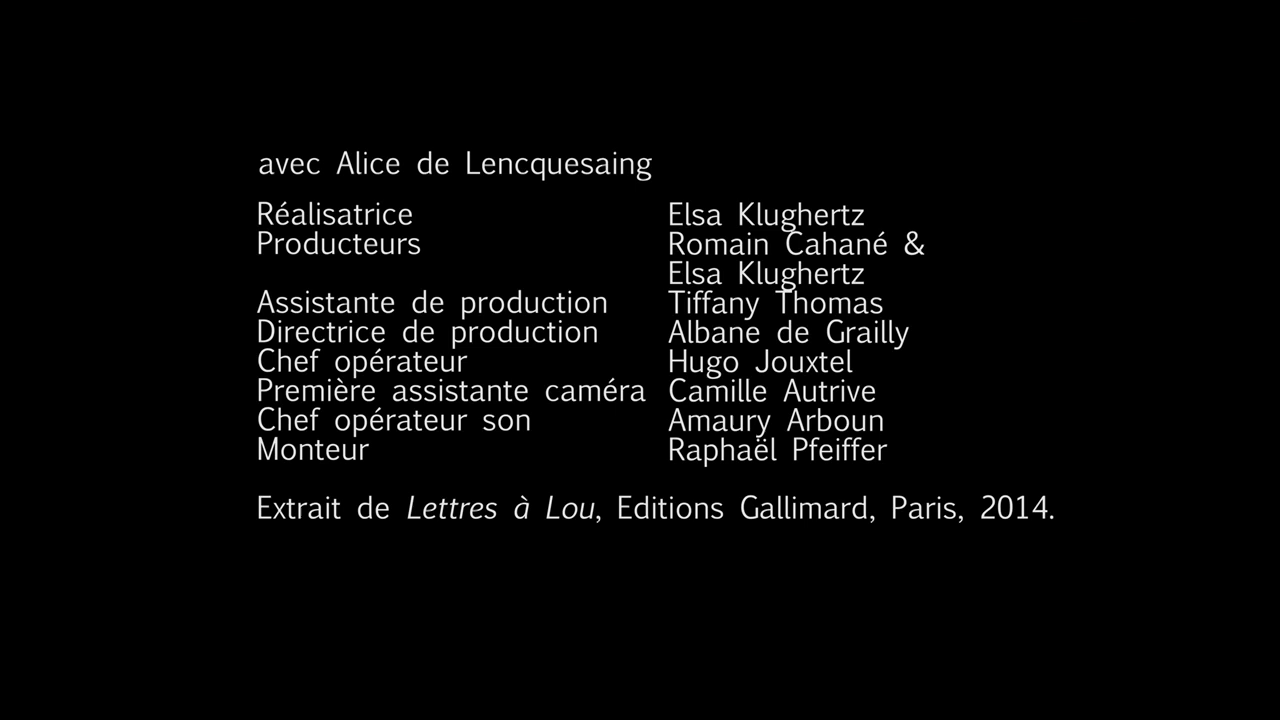 avec Alice de Lencquesaing
Réalisatrice Elsa Klughertz
Producteurs Romain Cahané &
Elsa Klughertz
Assistante de production Tiffany Thomas
Directrice de production Albane de Grailly
Chef opérateur Hugo Jouxtel
Première assistante caméra Camille Autrive
Chef opérateur son Amaury Arboun
Monteur Raphaël Pfeiffer
Extrait de Lettres à Lou, Editions Gallimard, Paris, 2014.